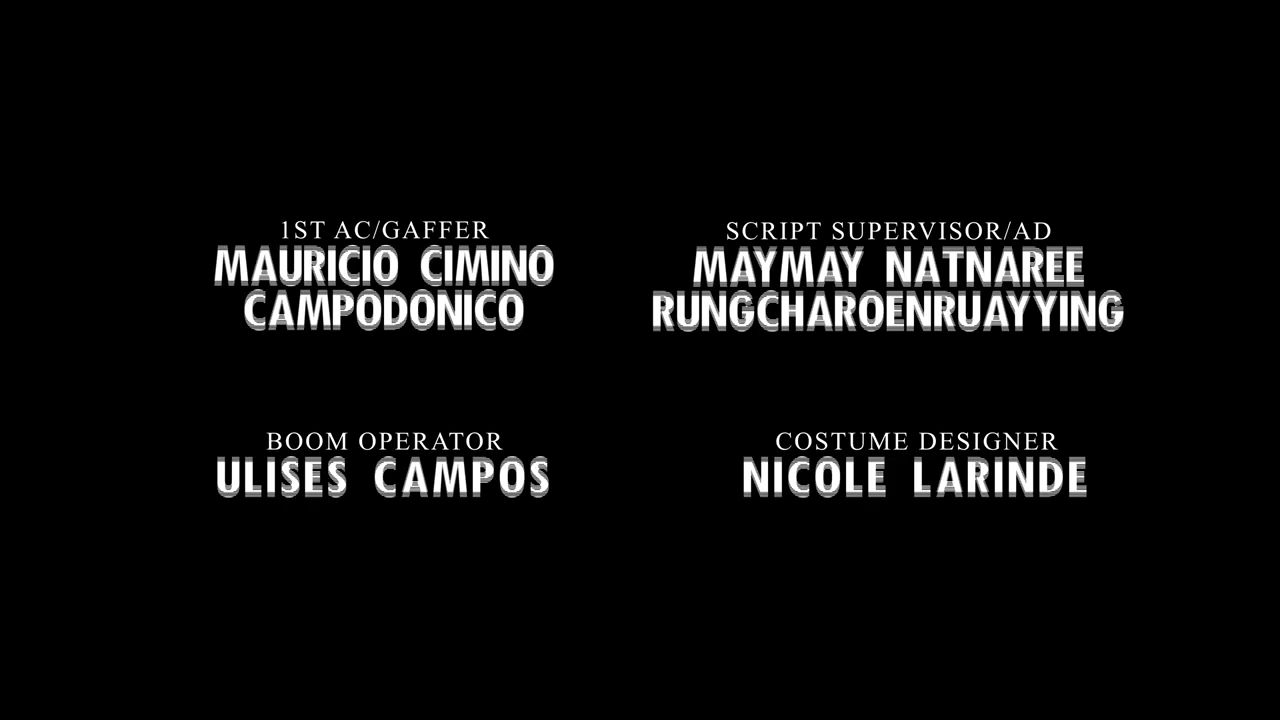 1ST AC/GAFFER
MAURICIO CIMINO
CAMPODONICO
SCRIPT SUPERVISOR/AD
MAYMAY NATNAREE
RUNGCHAROENRUAYYING
BOOM OPERATOR
ULISES CAMPOS
COSTUME DESIGNER
NICOLE LARINDE